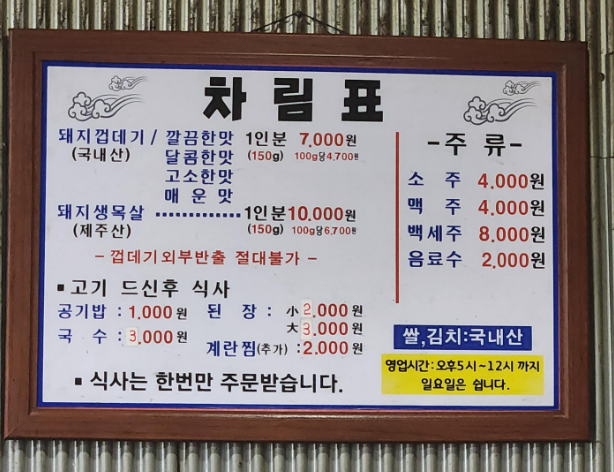 차림표
돼지껍데기 / 깔끔한맛 1인분 7,000원
(국내산) 달콤한맛 (150g) 100g당4,700원
고소한맛
매운맛
돼지생목살 ············· 1인분 10,000원
(제주산) (150g) 100g당6,700원
- 껍데기외부반출 절대불가 -
▪고기 드신후 식사
공기밥 : 1,000원 된 장 : 小 2,000원
大 3,000원
국 수 : 3,000원
계란찜(추가) : 2,000원
▪ 식사는 한번만 주문받습니다.
-주 류-
소 주 4,000원
맥 주 4,000원
백세주 8,000원
음료수 2,000원
쌀,김치:국내산
영업시간: 오후5시~12시 까지
일요일은 쉽니다.